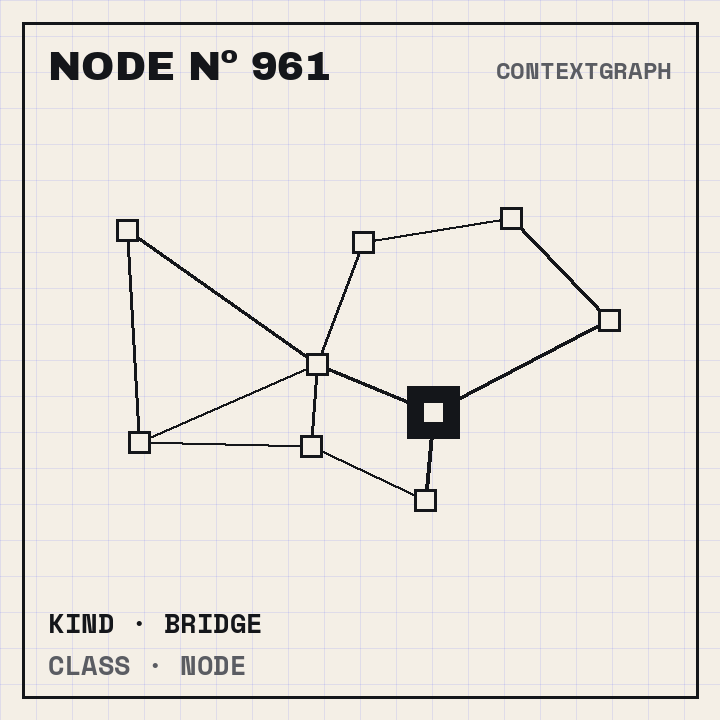 NODE Nº 961
CONTEXTGRAPH
KIND · BRIDGE
CLASS · NODE